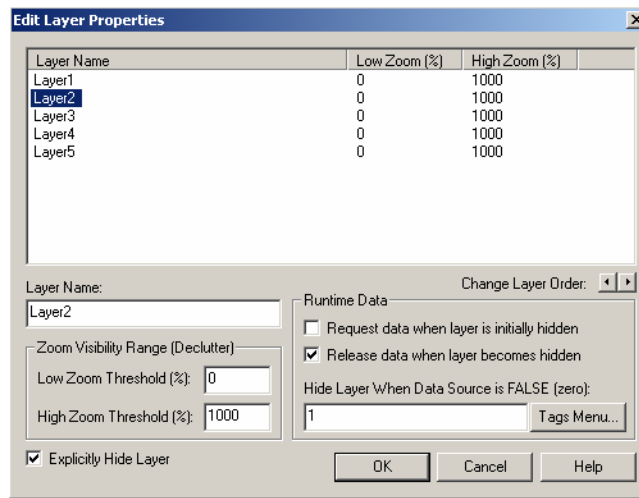 Edit Layer Properties
Layer Name Low Zoom (%) High Zoom (%)
Layer1 0 1000
Layer2 0 1000
Layer3 0 1000
Layer4 0 1000
Layer5 0 1000
Change Layer Order:
Layer Name:
Layer2
Zoom Visibility Range (Declutter)
Low Zoom Threshold (%): 0
High Zoom Threshold (%): 1000
Explicitly Hide Layer
Runtime Data
Request data when layer is initially hidden
Release data when layer becomes hidden
Hide Layer When Data Source is FALSE (zero):
1 Tags Menu...
OK Cancel Help